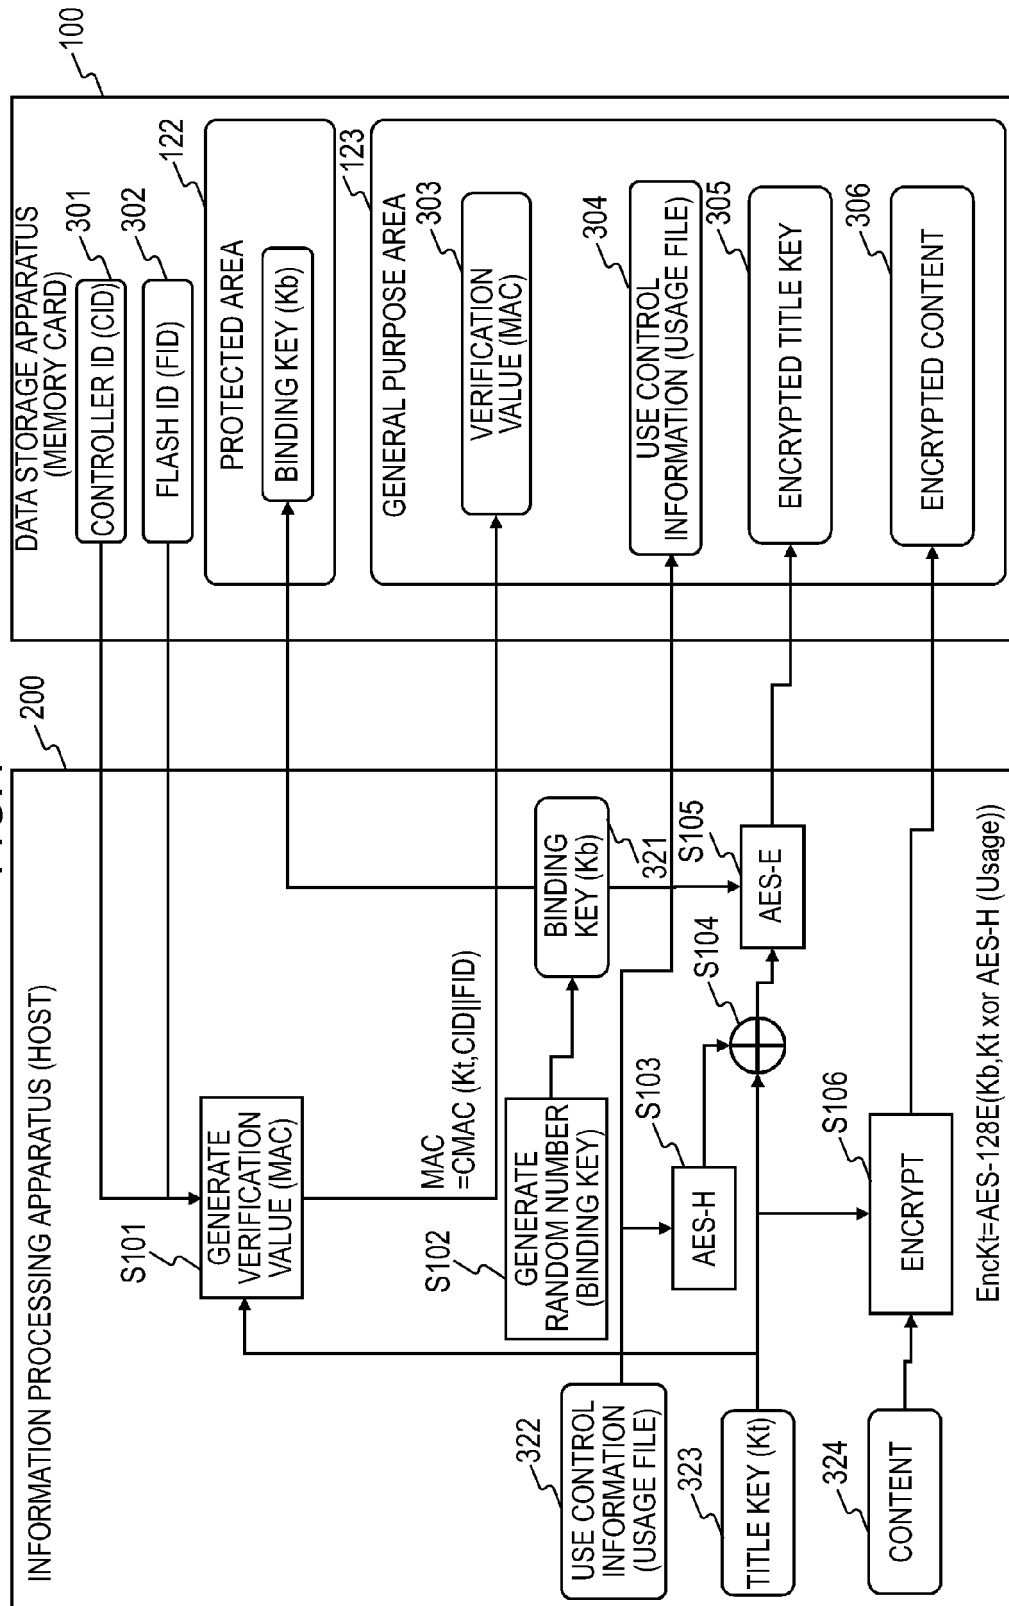 INFORMATION PROCESSING APPARATUS (HOST)
200
DATA STORAGE APPARATUS
(MEMORY CARD)
100
CONTROLLER ID (CID)
301
FLASH ID (FID)
302
PROTECTED AREA
122
BINDING KEY (Kb)
GENERAL PURPOSE AREA
123
VERIFICATION
VALUE (MAC)
303
USE CONTROL
INFORMATION (USAGE FILE)
304
ENCRYPTED TITLE KEY
305
ENCRYPTED CONTENT
306
S101
GENERATE
VERIFICATION
VALUE (MAC)
MAC
=CMAC (Kt,CID||FID)
S102
GENERATE
RANDOM NUMBER
(BINDING KEY)
BINDING
KEY (Kb)
321
322
USE CONTROL
INFORMATION
(USAGE FILE)
AES-H
S103
S104
AES-E
S105
323
TITLE KEY (Kt)
324
CONTENT
ENCRYPT
S106
EncKt=AES-128E(Kb,Kt xor AES-H (Usage))